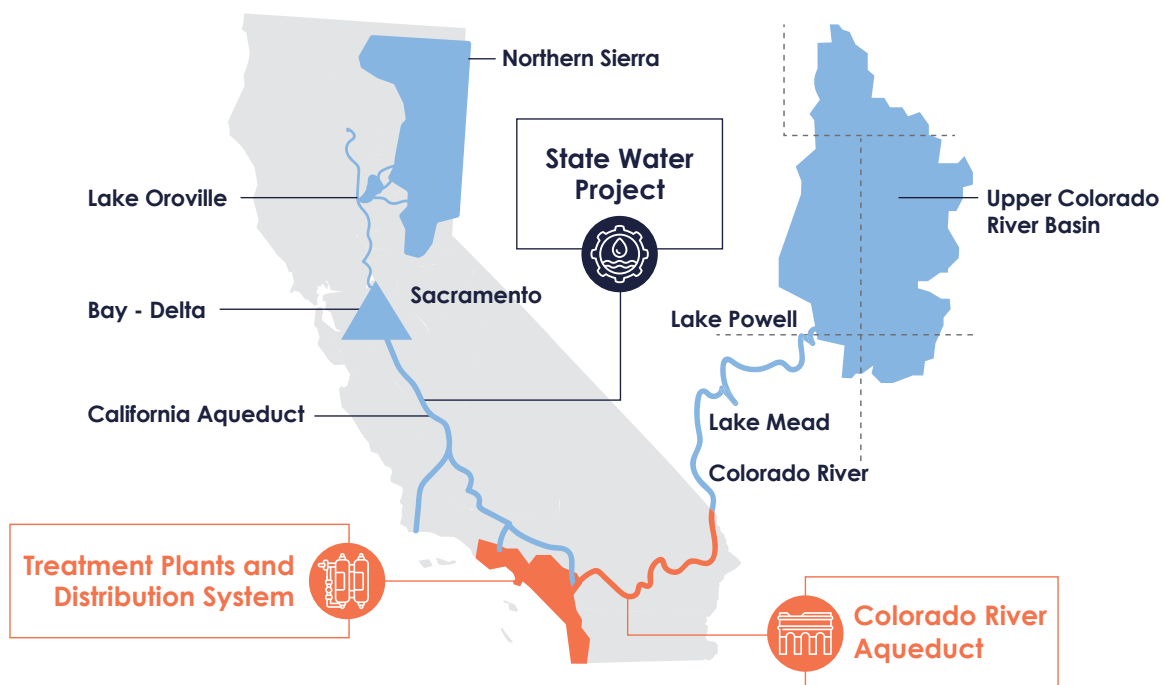 Northern Sierra
State Water
Project
Lake Oroville
Upper Colorado
River Basin
Sacramento
Bay - Delta
Lake Powell
California Aqueduct
Lake Mead
Colorado River
Treatment Plants and
Distribution System
Colorado River
Aqueduct